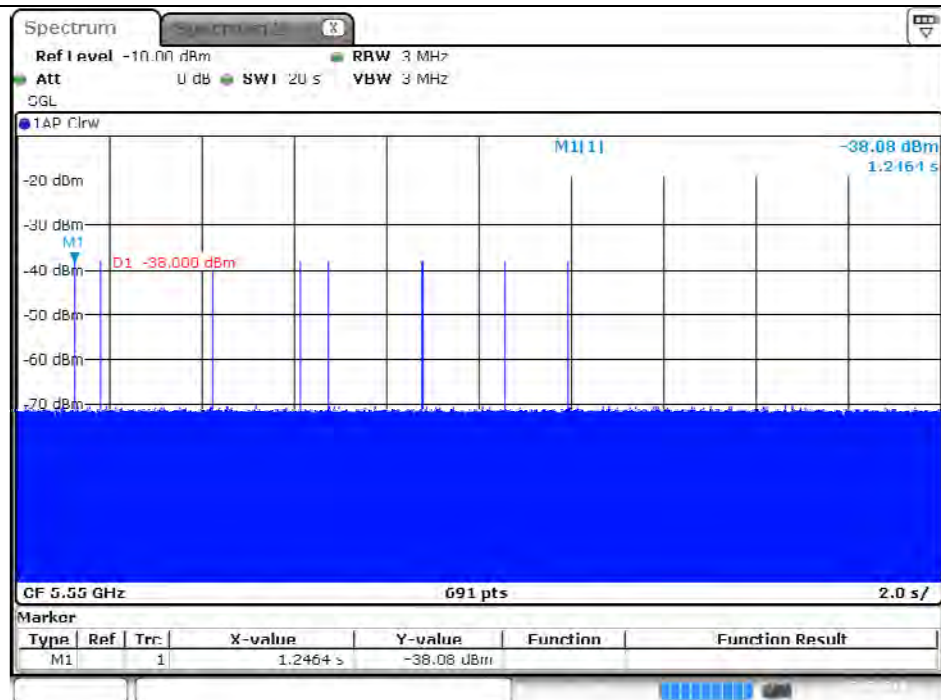 Spectrum X
Ref Level -10.00 dBm RBW 3 MHz
Att 0 dB SWT 20 s VBW 3 MHz
SGL
1AP Clrw
M1[1] -38.08 dBm
1.2464 s
-20 dBm
-30 dBm
M1
-40 dBm D1 -38.000 dBm
-50 dBm
-60 dBm
-70 dBm
CF 5.55 GHz 691 pts 2.0 s/
Marker
Type Ref Trc X-value Y-value Function Function Result
M1 1 1.2464 s -38.08 dBm